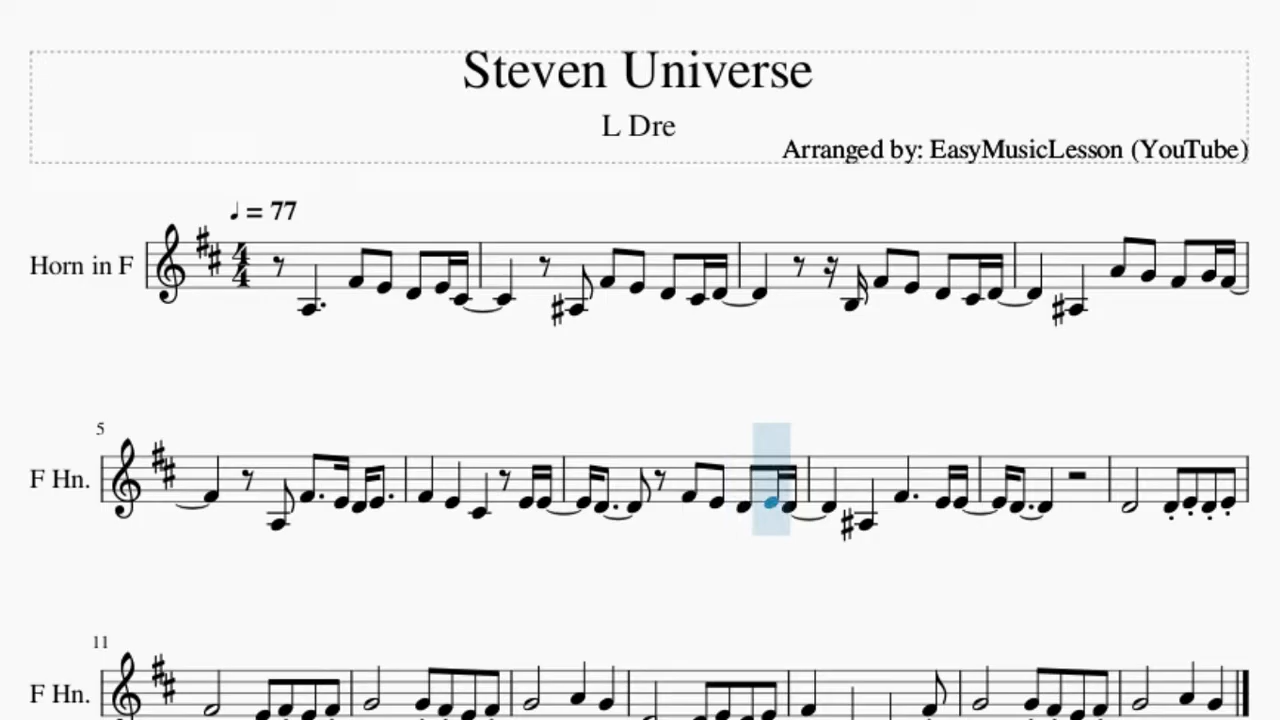 Steven Universe
L Dre
Arranged by: EasyMusicLesson (YouTube)
♩ = 77
Horn in F
4
4
5
F Hn.
11
F Hn.